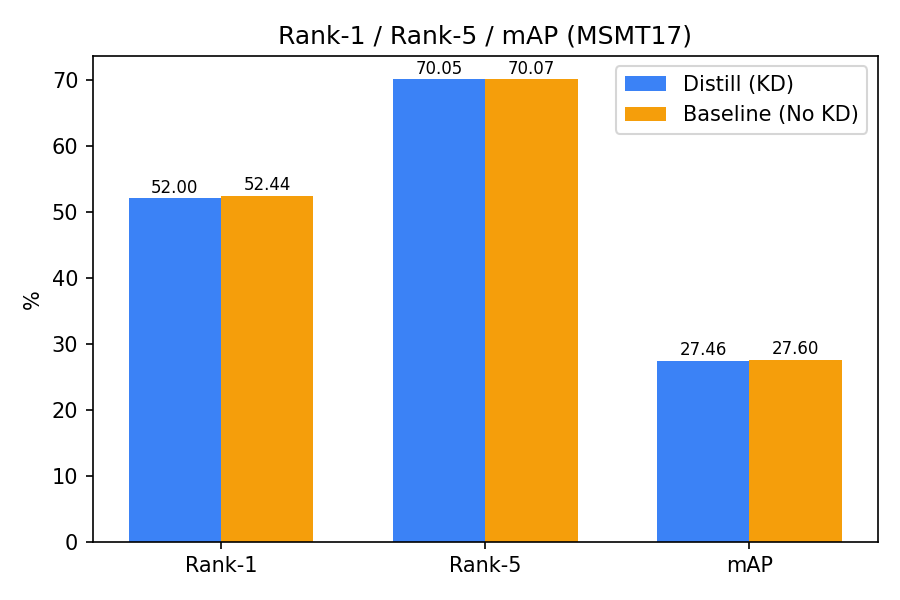 Rank-1 / Rank-5 / mAP (MSMT17)
Distill (KD)
Baseline (No KD)
%
70
60
50
40
30
20
10
0
52.00
52.44
70.05
70.07
27.46
27.60
Rank-1
Rank-5
mAP